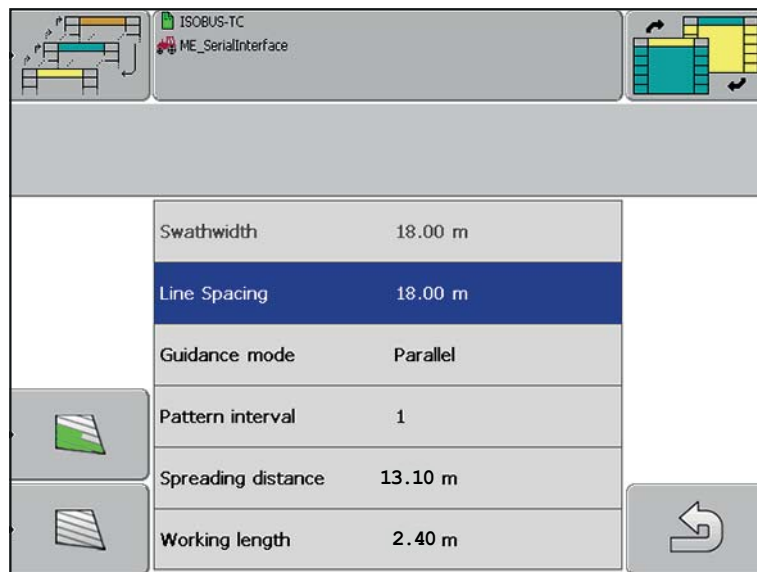 ISOBUS-TC
ME_SerialInterface
Swathwidth 18.00 m
Line Spacing 18.00 m
Guidance mode Parallel
Pattern interval 1
Spreading distance 13.10 m
Working length 2.40 m